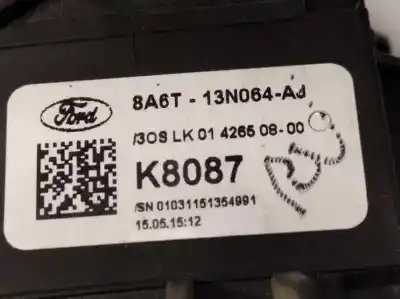 Ford
8A6T - 13N064-AJ
/3OS LK 01 4265 08-00
K8087
/SN 01031151354991
15.05.15:12